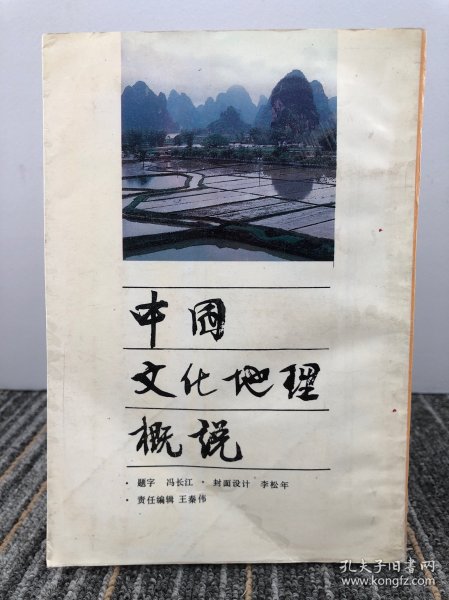 中国
文化地理
概说
· 题字 冯长江 · 封面设计 李松年
· 责任编辑 王秦伟
孔夫子旧书网
www.kongfz.com